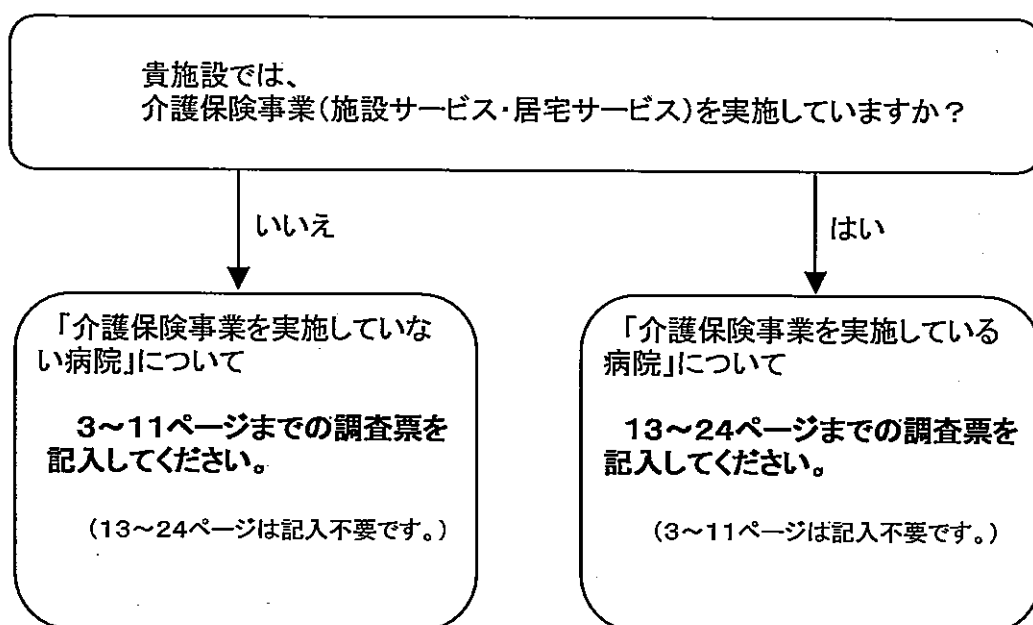 貴施設では、
介護保険事業(施設サービス・居宅サービス)を実施していますか?
いいえ
はい
「介護保険事業を実施していな
い病院」について
3～11ページまでの調査票を
記入してください。
(13～24ページは記入不要です。)
「介護保険事業を実施している
病院」について
13～24ページまでの調査票を
記入してください。
(3～11ページは記入不要です。)